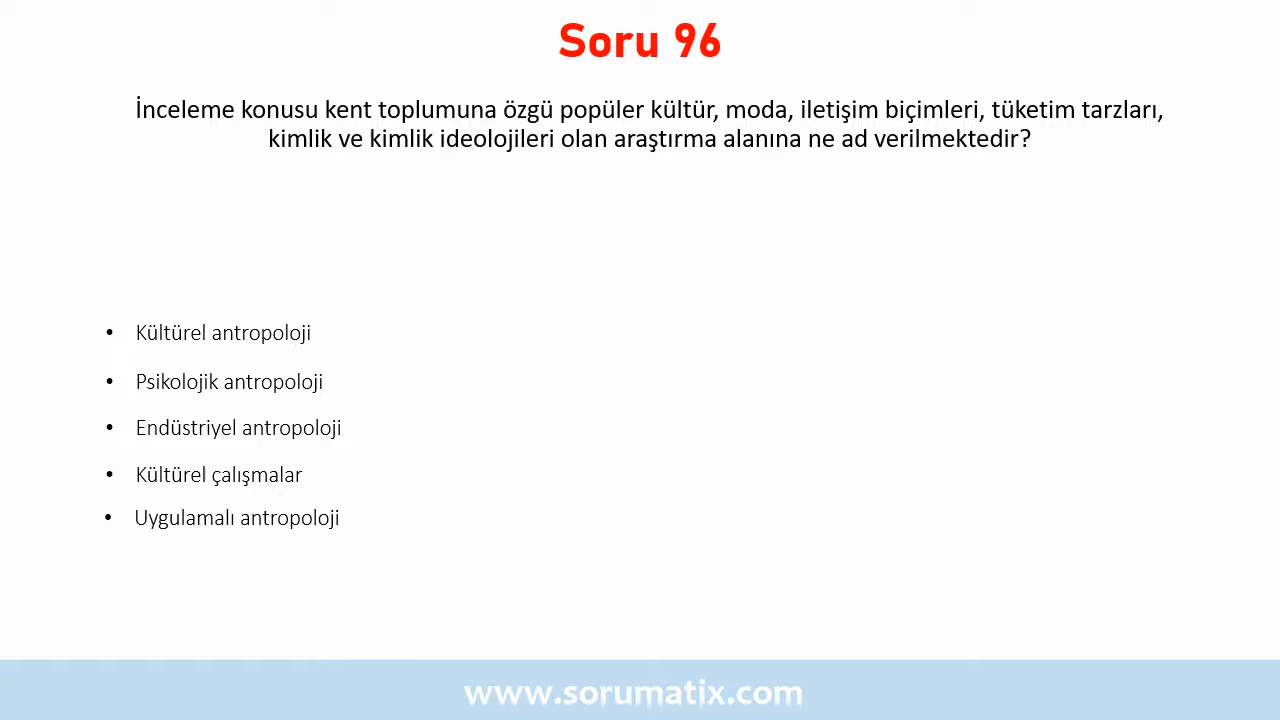 Soru 96
İnceleme konusu kent toplumuna özgü popüler kültür, moda, iletişim biçimleri, tüketim tarzları,
kimlik ve kimlik ideolojileri olan araştırma alanına ne ad verilmektedir?
• Kültürel antropoloji
• Psikolojik antropoloji
• Endüstriyel antropoloji
• Kültürel çalışmalar
• Uygulamalı antropoloji
www.sorumatix.com